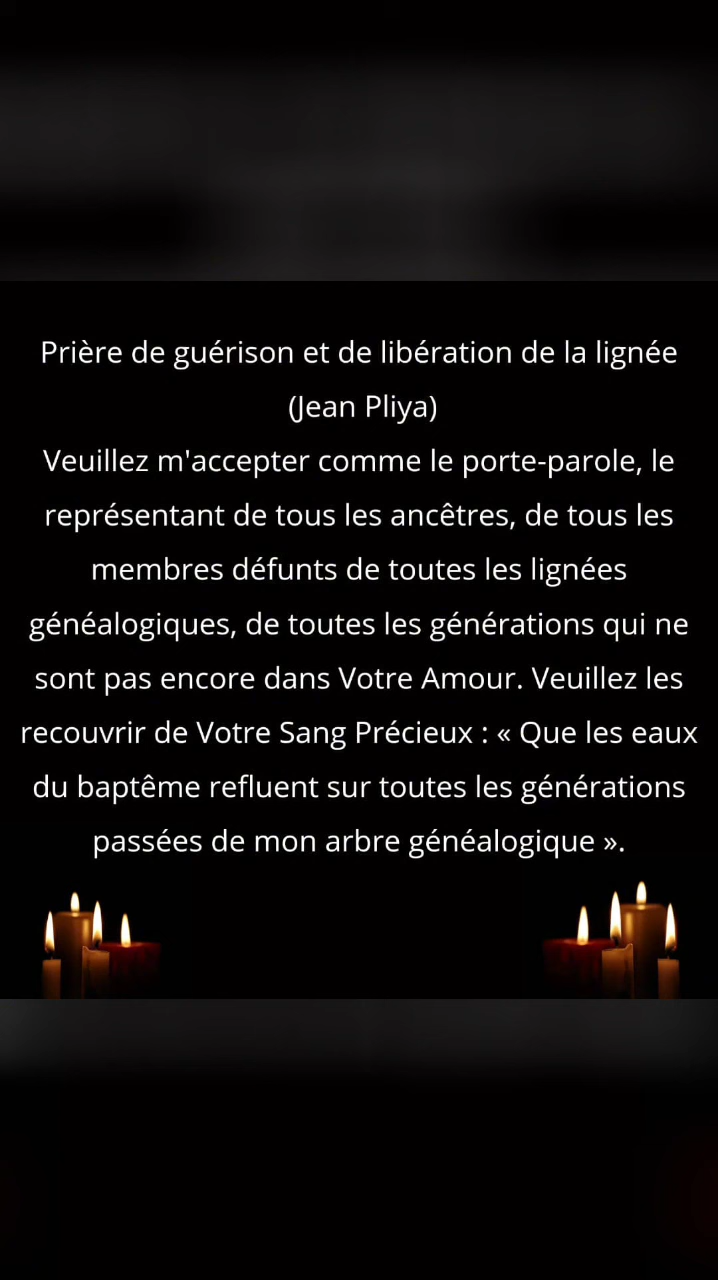 Prière de guérison et de libération de la lignée
(Jean Pliya)
Veuillez m'accepter comme le porte-parole, le
représentant de tous les ancêtres, de tous les
membres défunts de toutes les lignées
généalogiques, de toutes les générations qui ne
sont pas encore dans Votre Amour. Veuillez les
recouvrir de Votre Sang Précieux : « Que les eaux
du baptême refluent sur toutes les générations
passées de mon arbre généalogique ».